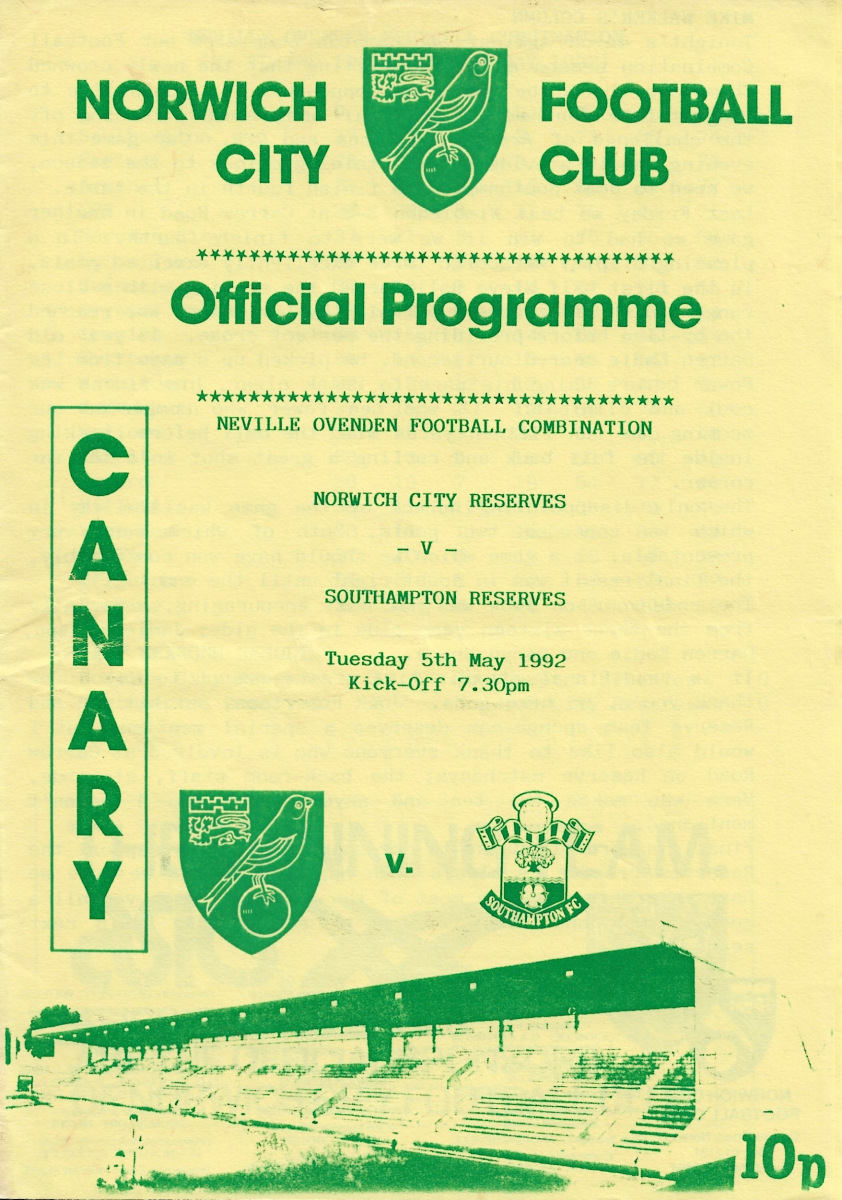 NORWICH CITY
FOOTBALL CLUB
****************************************
Official Programme
****************************************
NEVILLE OVENDEN FOOTBALL COMBINATION
NORWICH CITY RESERVES
- V -
SOUTHAMPTON RESERVES
Tuesday 5th May 1992
Kick-Off 7.30pm
CANARY
v.
SOUTHAMPTON FC
10p